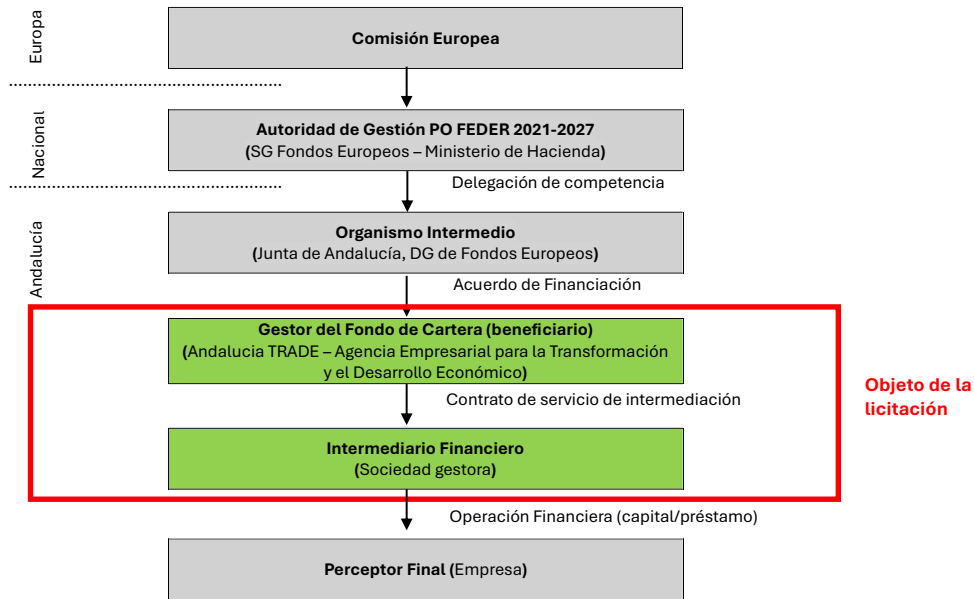 Europa
Comisión Europea
Nacional
Autoridad de Gestión PO FEDER 2021-2027
(SG Fondos Europeos – Ministerio de Hacienda)
Delegación de competencia
Andalucía
Organismo Intermedio
(Junta de Andalucía, DG de Fondos Europeos)
Acuerdo de Financiación
Gestor del Fondo de Cartera (beneficiario)
(Andalucia TRADE – Agencia Empresarial para la Transformación
y el Desarrollo Económico)
Contrato de servicio de intermediación
Objeto de la
licitación
Intermediario Financiero
(Sociedad gestora)
Operación Financiera (capital/préstamo)
Perceptor Final (Empresa)